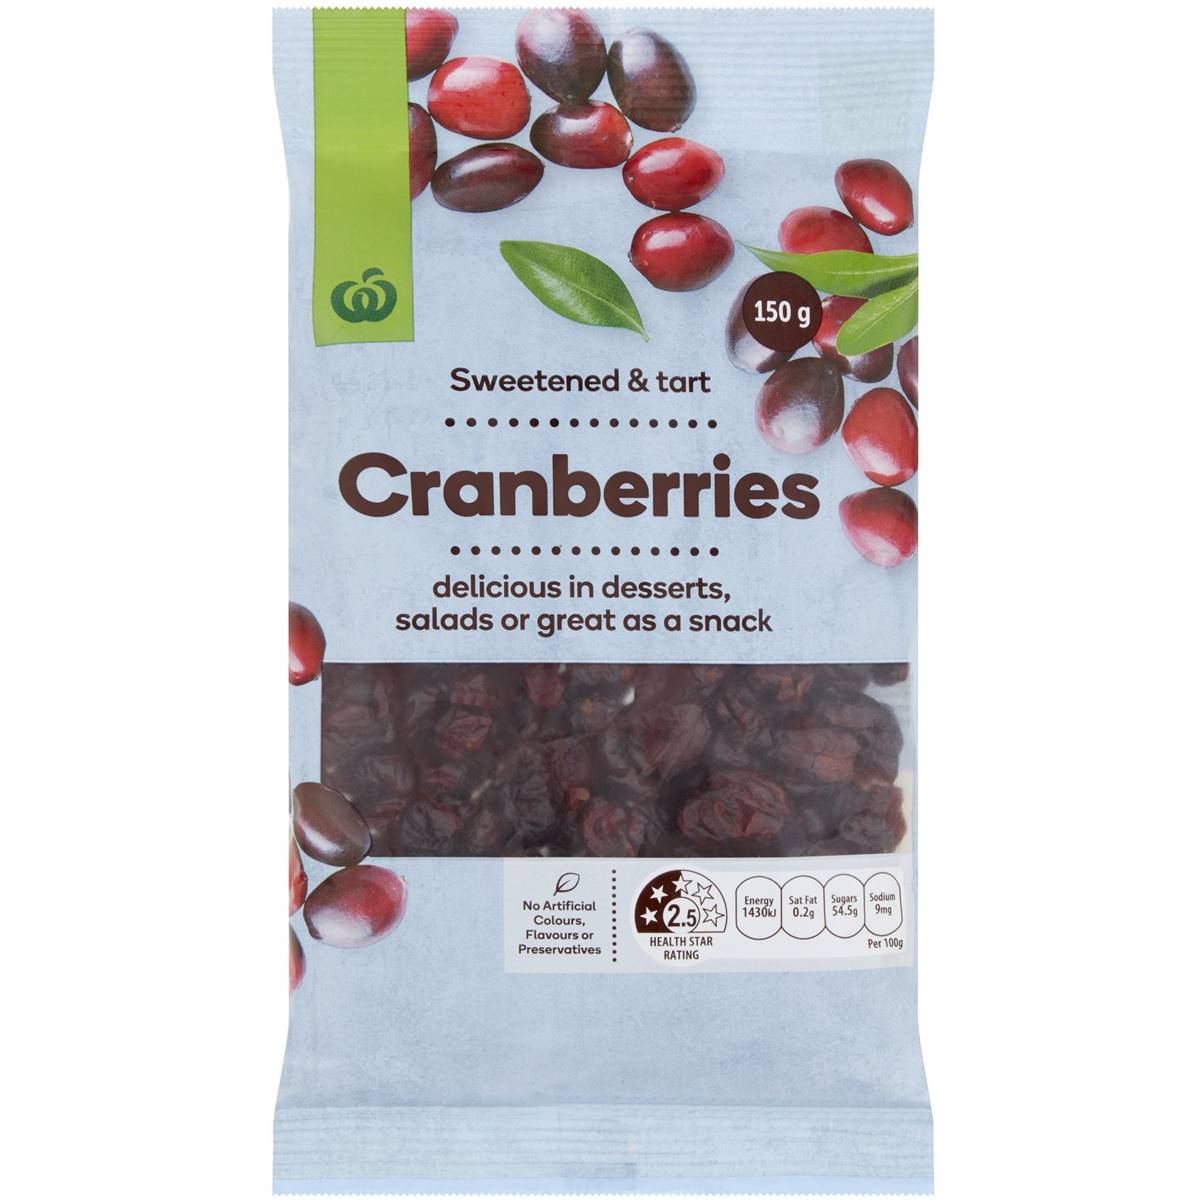 150 g
Sweetened & tart
Cranberries
delicious in desserts,
salads or great as a snack
No Artificial
Colours,
Flavours or
Preservatives
2.5
HEALTH STAR
RATING
Energy
1430kJ
Sat Fat
0.2g
Sugars
54.5g
Sodium
9mg
Per 100g